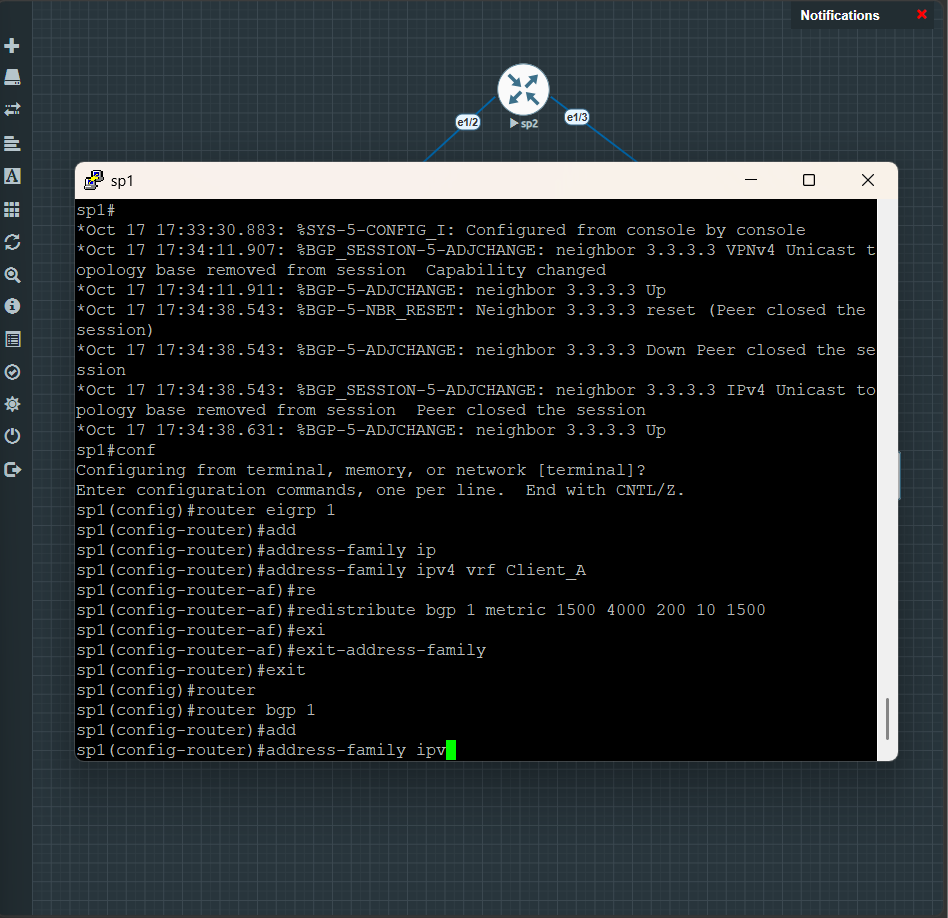 Notifications
e1/2
e1/3
sp2
sp1
sp1#
*Oct 17 17:33:30.883: %SYS-5-CONFIG_I: Configured from console by console
*Oct 17 17:34:11.907: %BGP_SESSION-5-ADJCHANGE: neighbor 3.3.3.3 VPNv4 Unicast t
opology base removed from session  Capability changed
*Oct 17 17:34:11.911: %BGP-5-ADJCHANGE: neighbor 3.3.3.3 Up
*Oct 17 17:34:38.543: %BGP-5-NBR_RESET: Neighbor 3.3.3.3 reset (Peer closed the
session)
*Oct 17 17:34:38.543: %BGP-5-ADJCHANGE: neighbor 3.3.3.3 Down Peer closed the se
ssion
*Oct 17 17:34:38.543: %BGP_SESSION-5-ADJCHANGE: neighbor 3.3.3.3 IPv4 Unicast to
pology base removed from session  Peer closed the session
*Oct 17 17:34:38.631: %BGP-5-ADJCHANGE: neighbor 3.3.3.3 Up
sp1#conf
Configuring from terminal, memory, or network [terminal]?
Enter configuration commands, one per line.  End with CNTL/Z.
sp1(config)#router eigrp 1
sp1(config-router)#add
sp1(config-router)#address-family ip
sp1(config-router)#address-family ipv4 vrf Client_A
sp1(config-router-af)#re
sp1(config-router-af)#redistribute bgp 1 metric 1500 4000 200 10 1500
sp1(config-router-af)#exi
sp1(config-router-af)#exit-address-family
sp1(config-router)#exit
sp1(config)#router
sp1(config)#router bgp 1
sp1(config-router)#add
sp1(config-router)#address-family ipv